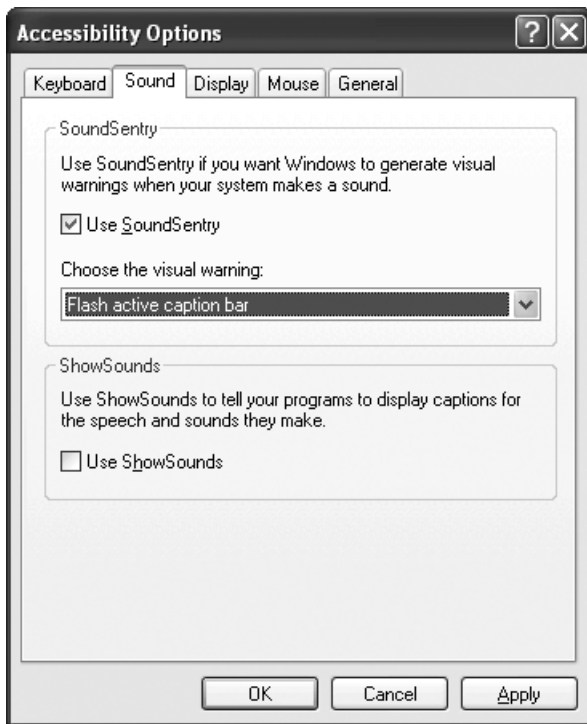 Accessibility Options
Keyboard Sound Display Mouse General
SoundSentry
Use SoundSentry if you want Windows to generate visual
warnings when your system makes a sound.
Use SoundSentry
Choose the visual warning:
Flash active caption bar
ShowSounds
Use ShowSounds to tell your programs to display captions for
the speech and sounds they make.
Use ShowSounds
OK Cancel Apply